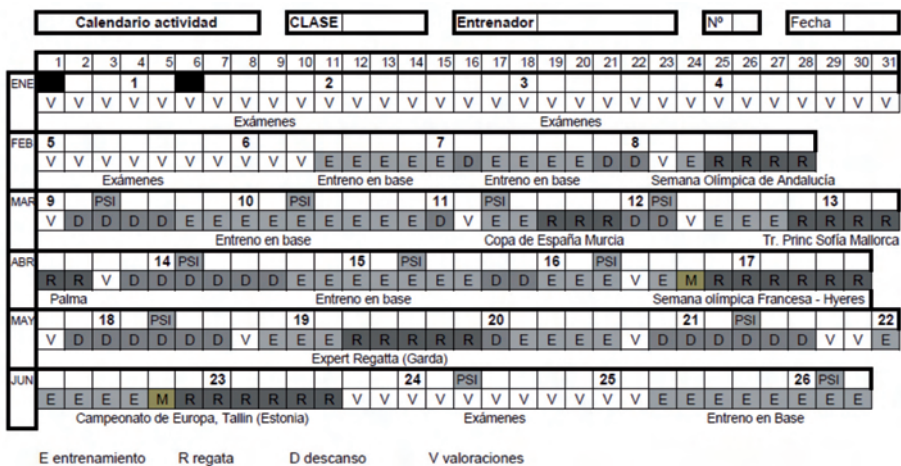 Calendario actividad CLASE Entrenador Nº Fecha
1 2 3 4 5 6 7 8 9 10 11 12 13 14 15 16 17 18 19 20 21 22 23 24 25 26 27 28 29 30 31
ENE 1 2 3 4
V V V V V V V V V V V V V V V V V V V V V V V V V V V V V V V
Exámenes Exámenes
FEB 5 6 7 8
V V V V V V V V V V E E E E E D E E E E D D V E R R R R
Exámenes Entreno en base Entreno en base Semana Olímpica de Andalucía
MAR 9 PSI 10 PSI 11 PSI 12 PSI 13
V D D D D E E E E E E E E E D V E E R R R D D V E E E R R R R
Entreno en base Copa de España Murcia Tr. Princ Sofía Mallorca
ABR 14 PSI 15 PSI 16 PSI 17
R R V D D D D D E E E E E E E E D D E E E V E M R R R R R R
Palma Entreno en base Semana olímpica Francesa - Hyeres
MAY 18 PSI 19 20 21 PSI 22
V D D D D D D V E E E R R R R R D E E E E V D D D D D D V V E
Expert Regatta (Garda)
JUN 23 24 PSI 25 26 PSI
E E E E M R R R R R R V V V V V V V V V V V E E E E E E E E
Campeonato de Europa, Tallin (Estonia) Exámenes Entreno en Base
E entrenamiento R regata D descanso V valoraciones